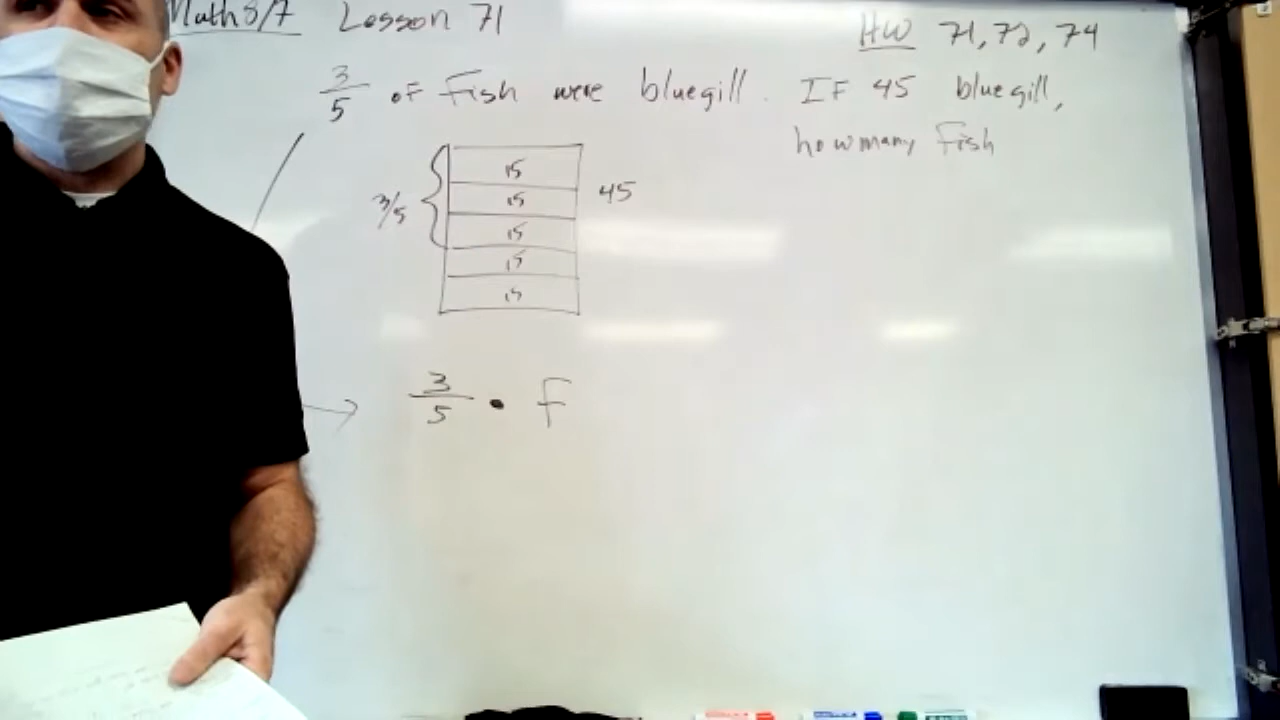 Math 8/7 Lesson 71
HW 71, 72, 74
3/5 of Fish were bluegill. IF 45 bluegill,
how many Fish
3/5
15
15
15
15
15
45
3/5 • F